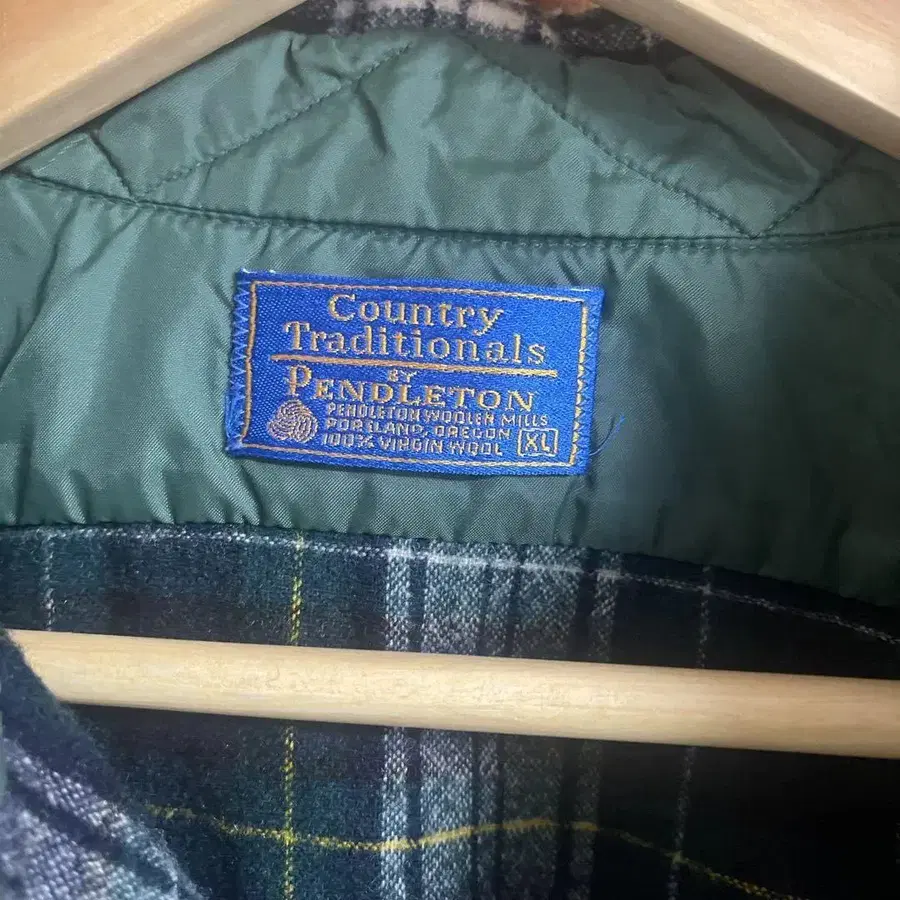 Country
Traditionals
BY
PENDLETON
PENDLETON WOOLEN MILLS
PORTLAND, OREGON
100% VIRGIN WOOL XL